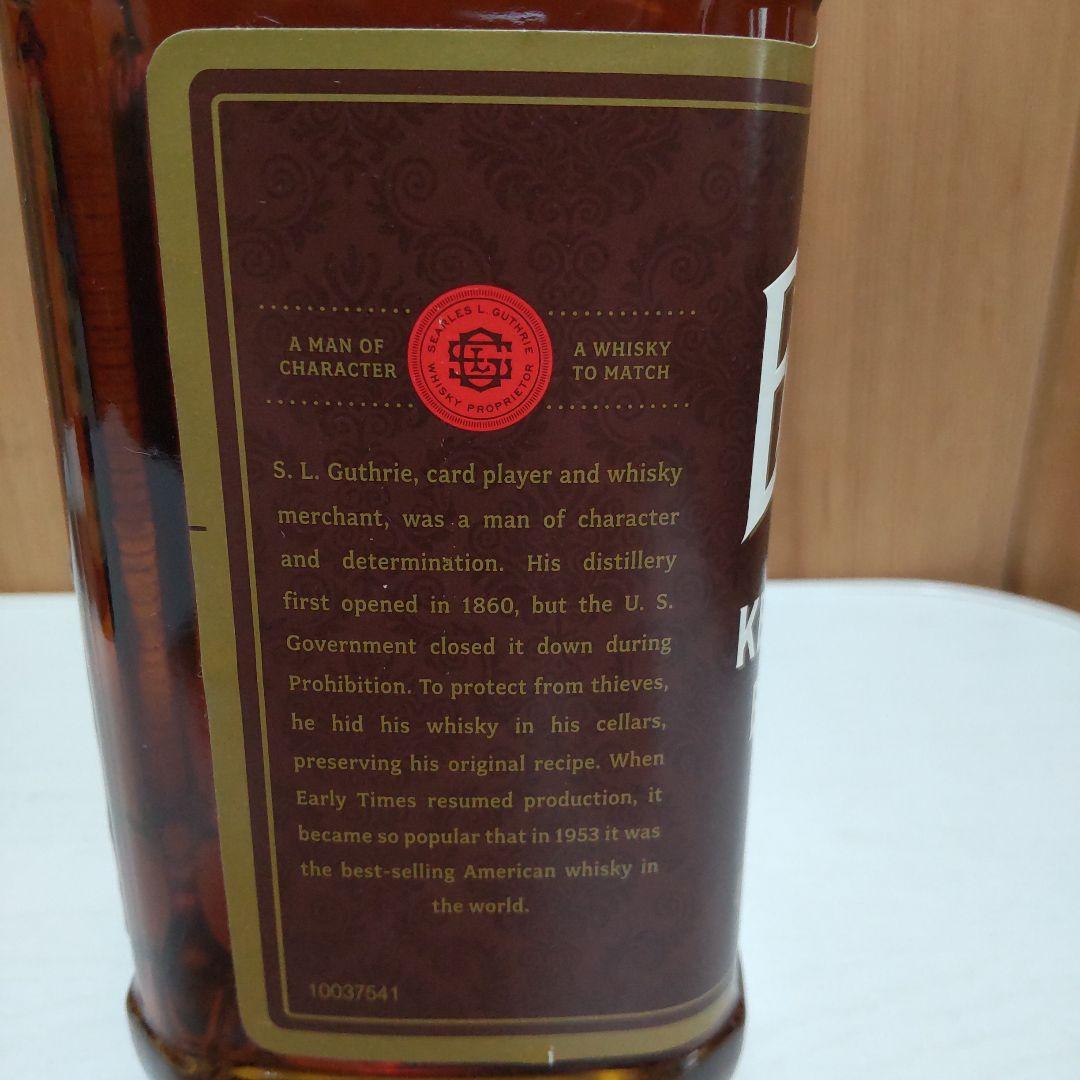 A MAN OF
CHARACTER
SEARLES L. GUTHRIE
SLG
WHISKY PROPRIETOR
A WHISKY
TO MATCH
S. L. Guthrie, card player and whisky
merchant, was a man of character
and determination. His distillery
first opened in 1860, but the U. S.
Government closed it down during
Prohibition. To protect from thieves,
he hid his whisky in his cellars,
preserving his original recipe. When
Early Times resumed production, it
became so popular that in 1953 it was
the best-selling American whisky in
the world.
10037541
E
K